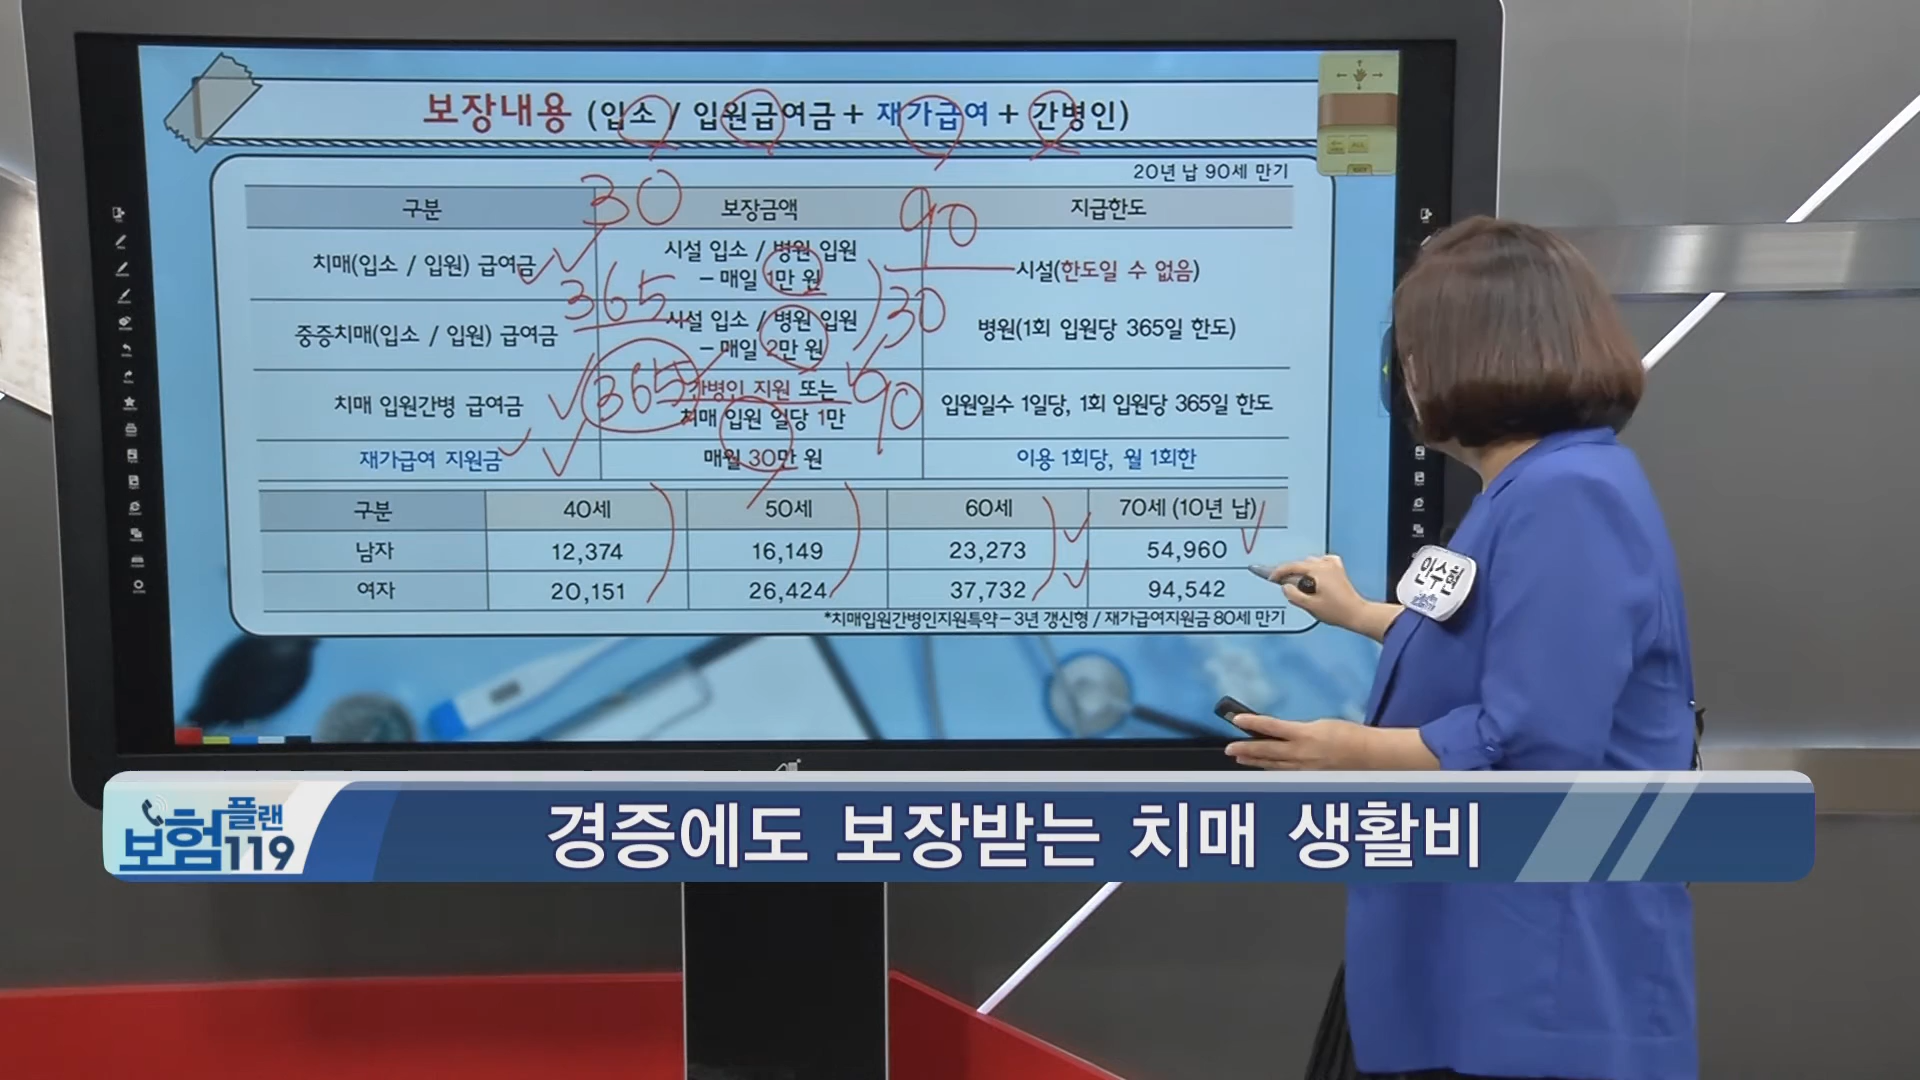 보장내용 (입소 / 입원급여금 + 재가급여 + 간병인)
20년 납 90세 만기
구분 보장금액 지급한도
치매(입소 / 입원) 급여금
시설 입소 / 병원 입원
- 매일 1만 원
시설(한도일 수 없음)
중증치매(입소 / 입원) 급여금
시설 입소 / 병원 입원
- 매일 2만 원
병원(1회 입원당 365일 한도)
치매 입원간병 급여금
간병인 지원 또는
치매 입원 일당 1만
입원일수 1일당, 1회 입원당 365일 한도
재가급여 지원금 매월 30만 원 이용 1회당, 월 1회한
30
90
365
30
365
90
구분 40세 50세 60세 70세 (10년 납)
남자 12,374 16,149 23,273 54,960
여자 20,151 26,424 37,732 94,542
*치매입원간병인지원특약 - 3년 갱신형 / 재가급여지원금 80세 만기
안수현
보험플랜119
경증에도 보장받는 치매 생활비